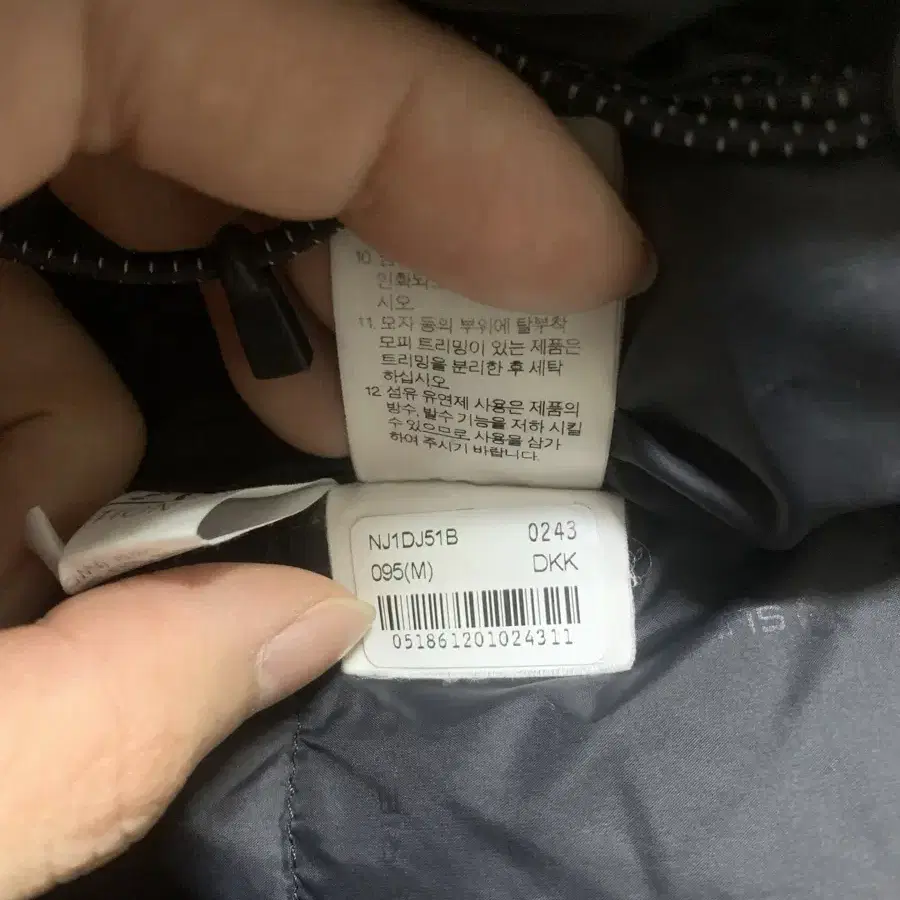 10.
시오
11. 모자 등의 부위에 탈부착
모피 트리밍이 있는 제품은
트리밍을 분리한 후 세탁
하십시오
12. 섬유 유연제 사용은 제품의
방수, 발수 기능을 저하 시킬
수 있으므로 사용을 삼가
하여 주시기 바랍니다.
NJ1DJ51B 0243
095(M) DKK
051861201024311